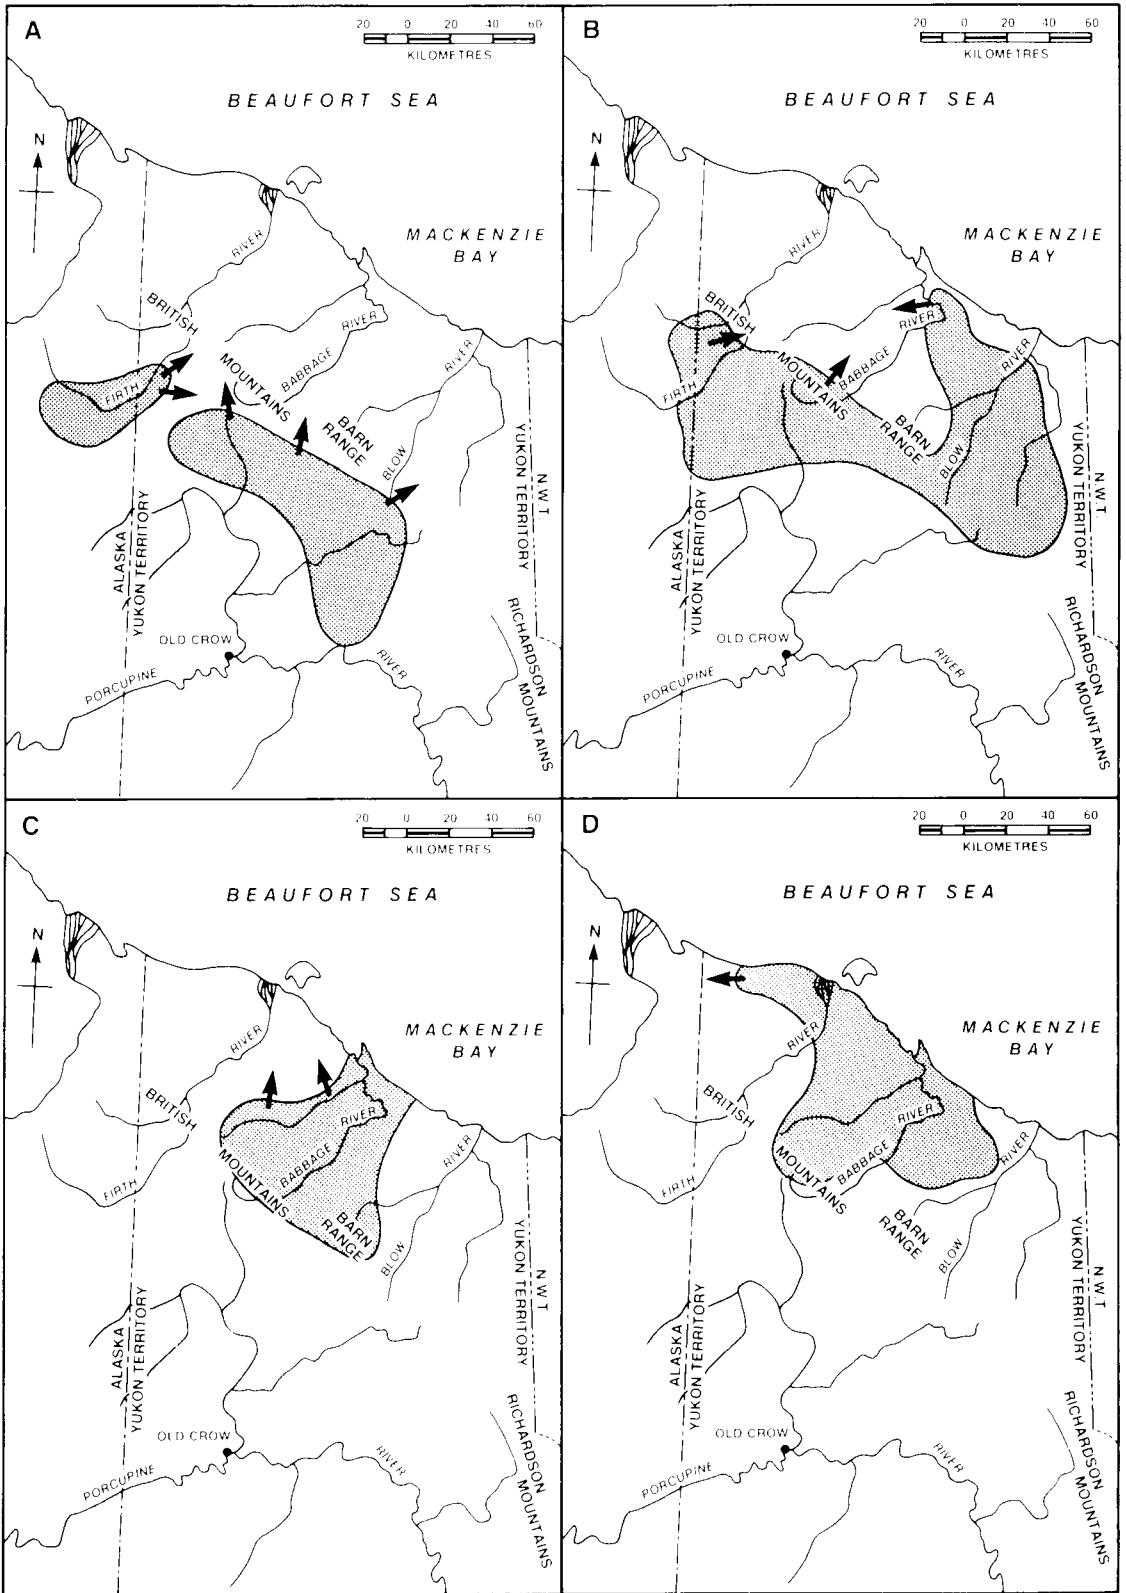 A
20 0 20 40 60
KILOMETRES
BEAUFORT SEA
N
MACKENZIE
BAY
RIVER
BRITISH
MOUNTAINS
FIRTH
RIVER
BABBAGE
RIVER
BARN
RANGE
BLOW
N.W.T
YUKON TERRITORY
ALASKA
YUKON TERRITORY
OLD CROW
PORCUPINE
RIVER
RICHARDSON
MOUNTAINS
B
20 0 20 40 60
KILOMETRES
BEAUFORT SEA
N
MACKENZIE
BAY
RIVER
BRITISH
MOUNTAINS
FIRTH
RIVER
BABBAGE
RIVER
BARN
RANGE
BLOW
N.W.T.
YUKON TERRITORY
ALASKA
YUKON TERRITORY
OLD CROW
PORCUPINE
RIVER
RICHARDSON
MOUNTAINS
C
20 0 20 40 60
KILOMETRES
BEAUFORT SEA
N
MACKENZIE
BAY
RIVER
BRITISH
MOUNTAINS
FIRTH
RIVER
BABBAGE
RIVER
BARN
RANGE
BLOW
N.W.T
YUKON TERRITORY
ALASKA
YUKON TERRITORY
OLD CROW
PORCUPINE
RIVER
RICHARDSON
MOUNTAINS
D
20 0 20 40 60
KILOMETRES
BEAUFORT SEA
N
MACKENZIE
BAY
RIVER
BRITISH
MOUNTAINS
FIRTH
RIVER
BABBAGE
RIVER
BARN
RANGE
BLOW
N.W.T
YUKON TERRITORY
ALASKA
YUKON TERRITORY
OLD CROW
PORCUPINE
RIVER
RICHARDSON
MOUNTAINS